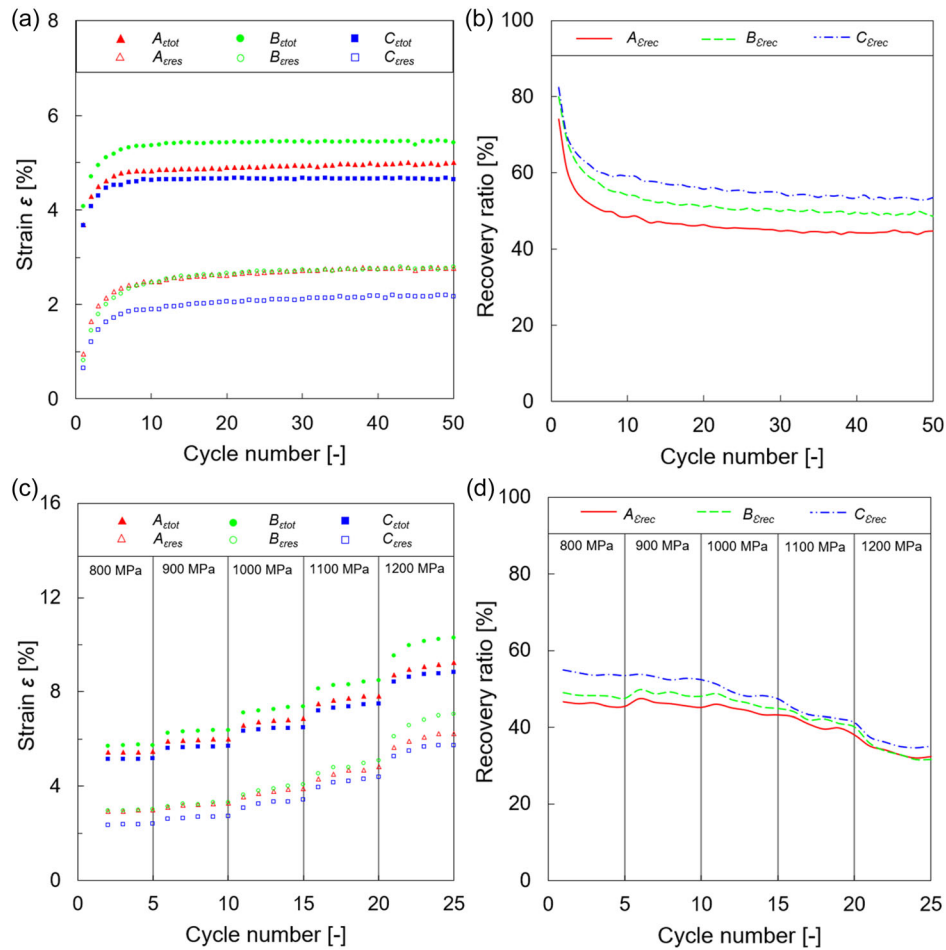 (a)
8
6
4
2
0
Strain ε [%]
A εtot B εtot C εtot
A εres B εres C εres
0 10 20 30 40 50
Cycle number [-]
(b)
100
80
60
40
20
0
Recovery ratio [%]
A εrec B εrec C εrec
0 10 20 30 40 50
Cycle number [-]
(c)
16
12
8
4
0
Strain ε [%]
A εtot B εtot C εtot
A εres B εres C εres
800 MPa 900 MPa 1000 MPa 1100 MPa 1200 MPa
0 5 10 15 20 25
Cycle number [-]
(d)
100
80
60
40
20
0
Recovery ratio [%]
A εrec B εrec C εrec
800 MPa 900 MPa 1000 MPa 1100 MPa 1200 MPa
0 5 10 15 20 25
Cycle number [-]